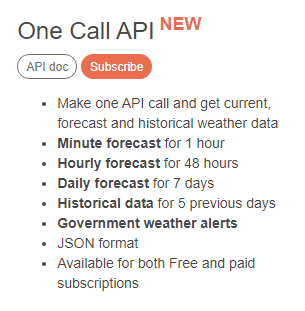 One Call API NEW
API doc Subscribe
Make one API call and get current,
forecast and historical weather data
Minute forecast for 1 hour
Hourly forecast for 48 hours
Daily forecast for 7 days
Historical data for 5 previous days
Government weather alerts
JSON format
Available for both Free and paid
subscriptions